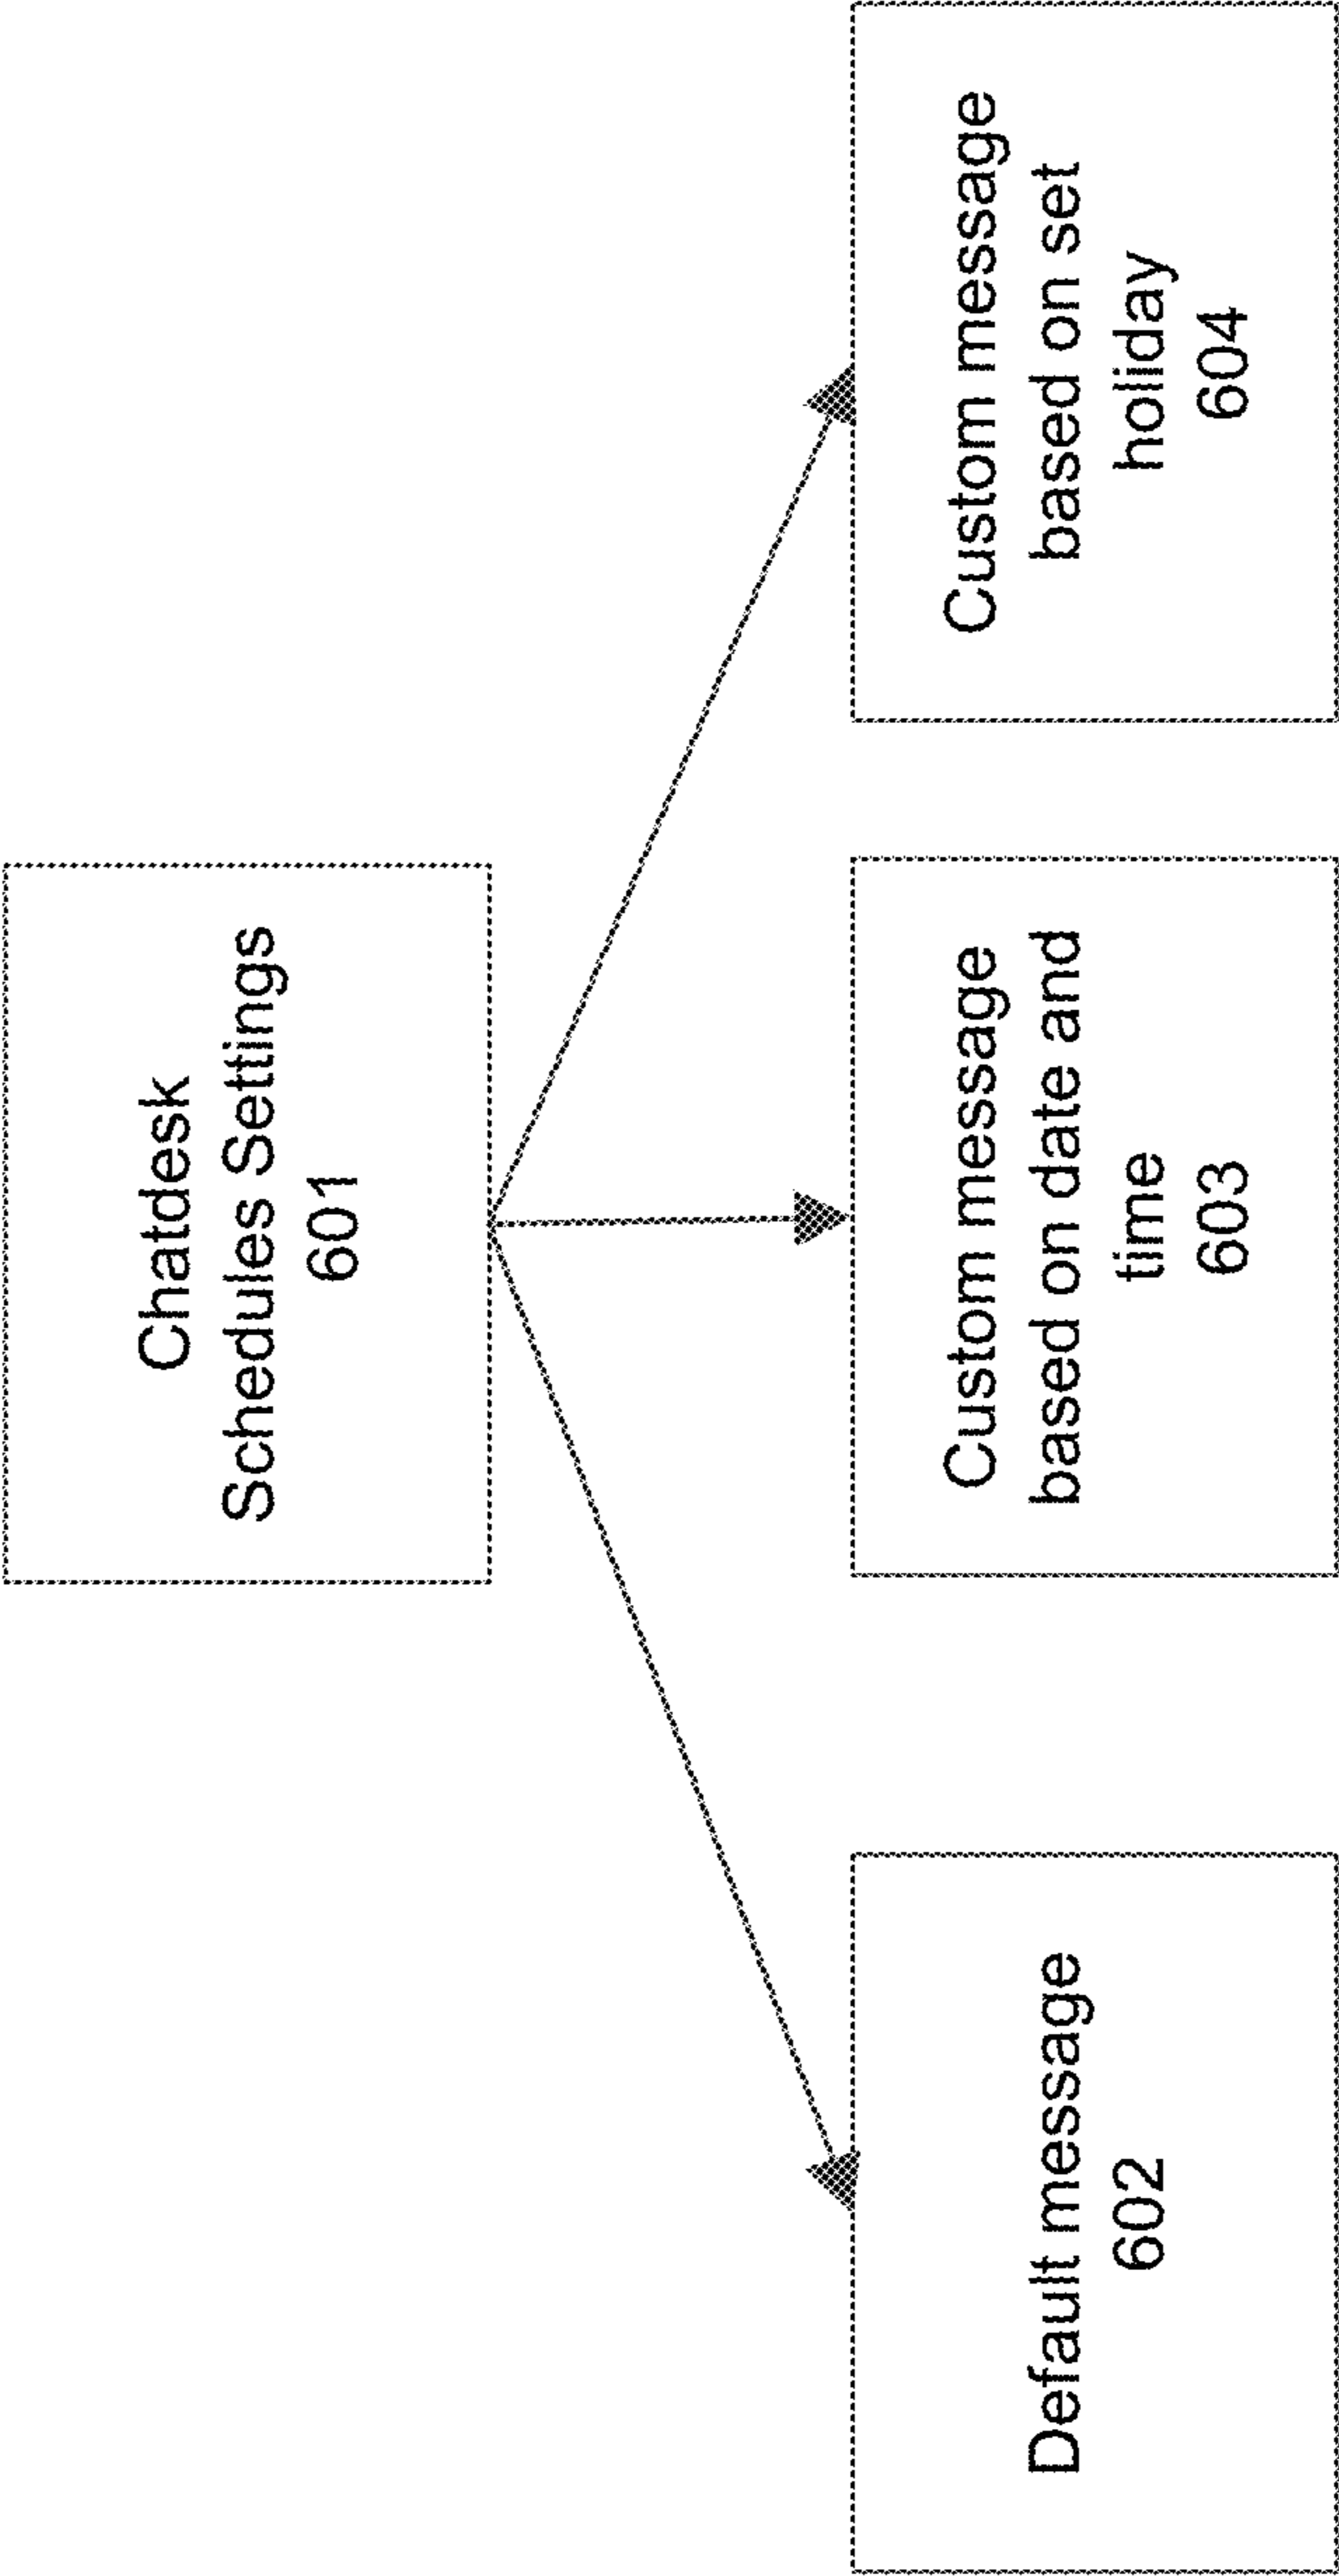 Chatdesk
Schedules Settings
601
Default message
602
Custom message
based on date and
time
603
Custom message
based on set
holiday
604